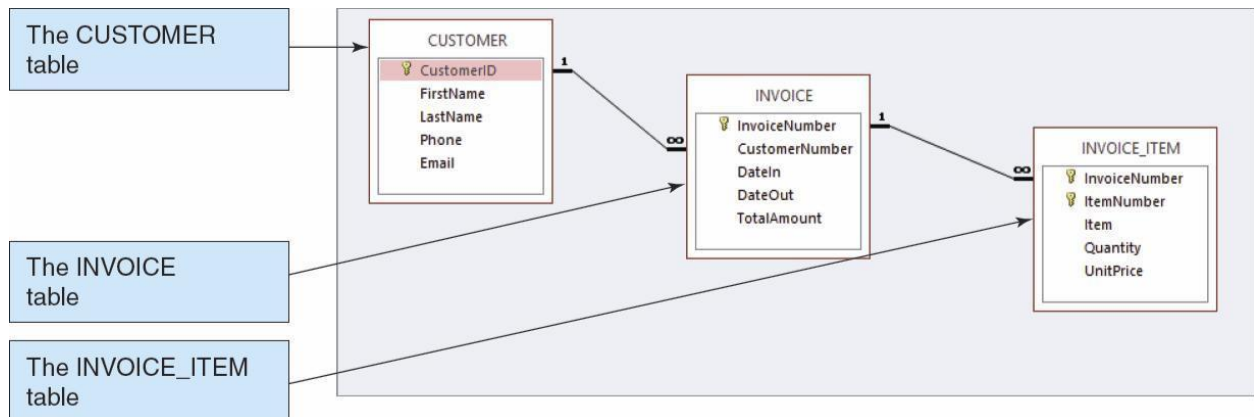 The CUSTOMER
table
CUSTOMER
CustomerID
FirstName
LastName
Phone
Email
1
∞
INVOICE
InvoiceNumber
CustomerNumber
DateIn
DateOut
TotalAmount
1
∞
INVOICE_ITEM
InvoiceNumber
ItemNumber
Item
Quantity
UnitPrice
The INVOICE
table
The INVOICE_ITEM
table